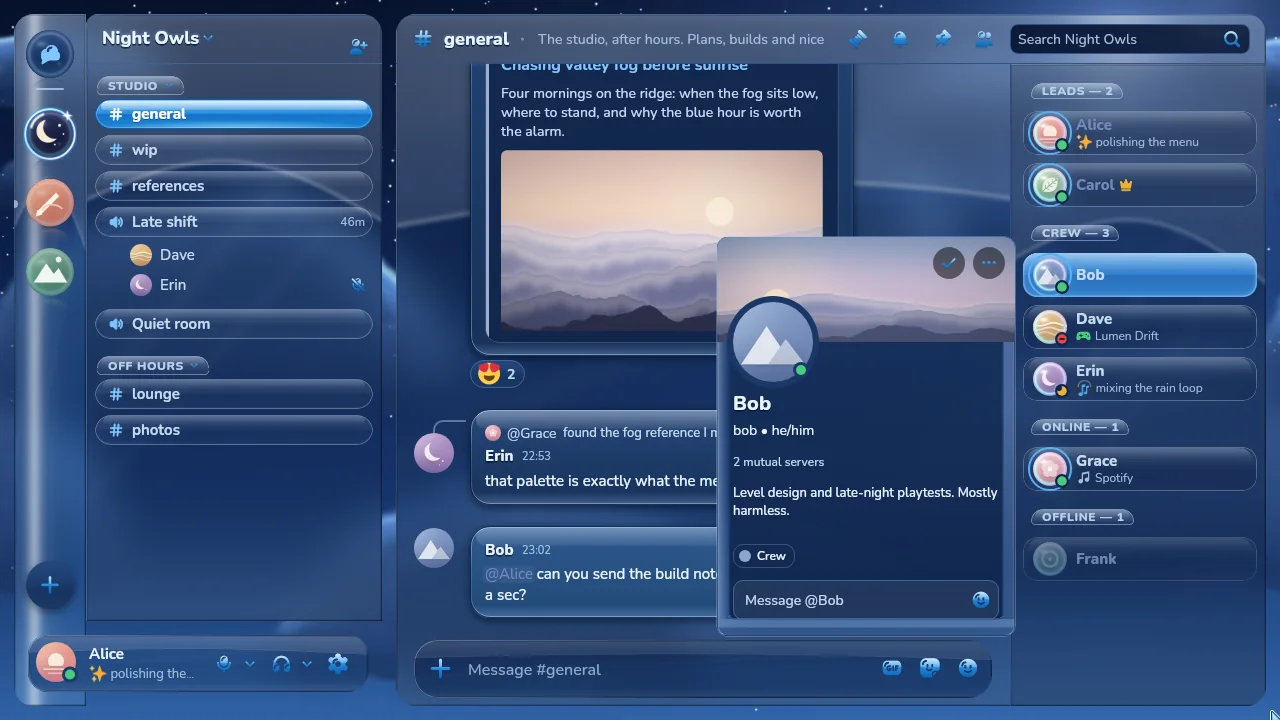 Night Owls
STUDIO
# general
# wip
# references
Late shift
46m
Dave
Erin
Quiet room
OFF HOURS
# lounge
# photos
Alice
✨ polishing the...
# general • The studio, after hours. Plans, builds and nice
Search Night Owls
Chasing valley fog before sunrise
Four mornings on the ridge: when the fog sits low,
where to stand, and why the blue hour is worth
the alarm.
😍 2
@Grace found the fog reference I
Erin 22:53
that palette is exactly what the
Bob 23:02
@Alice can you send the build
a sec?
Message #general
GIF
Bob
bob • he/him
2 mutual servers
Level design and late-night playtests. Mostly
harmless.
Crew
Message @Bob
LEADS — 2
Alice
✨ polishing the menu
Carol
CREW — 3
Bob
Dave
Lumen Drift
Erin
mixing the rain loop
ONLINE — 1
Grace
Spotify
OFFLINE — 1
Frank